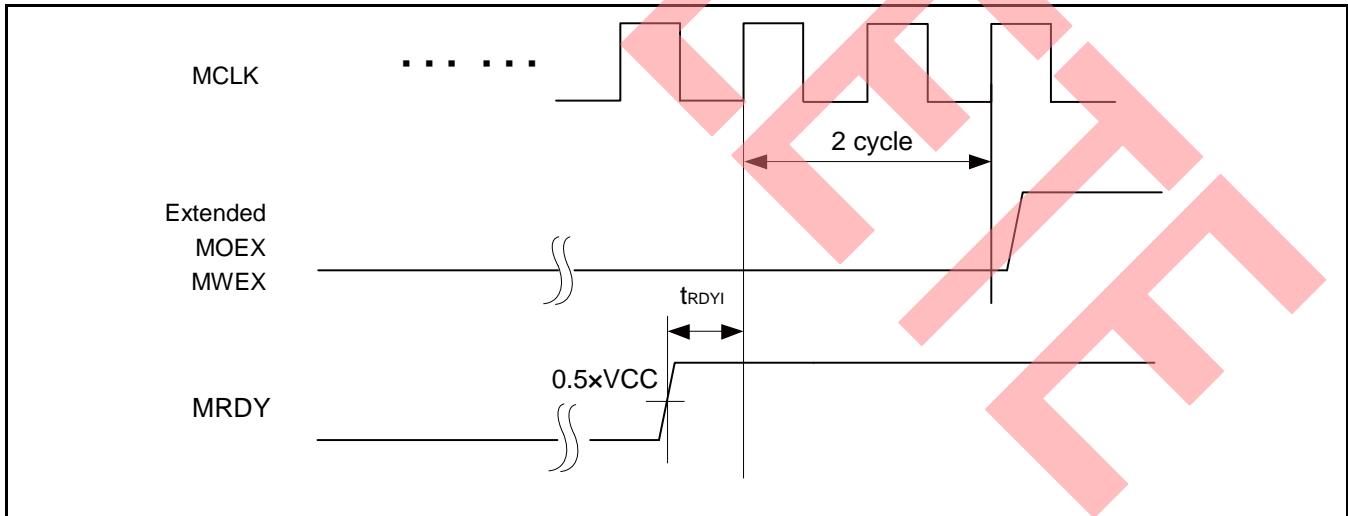 MCLK
... ...
2 cycle
Extended
MOEX
MWEX
tRDYI
0.5×VCC
MRDY